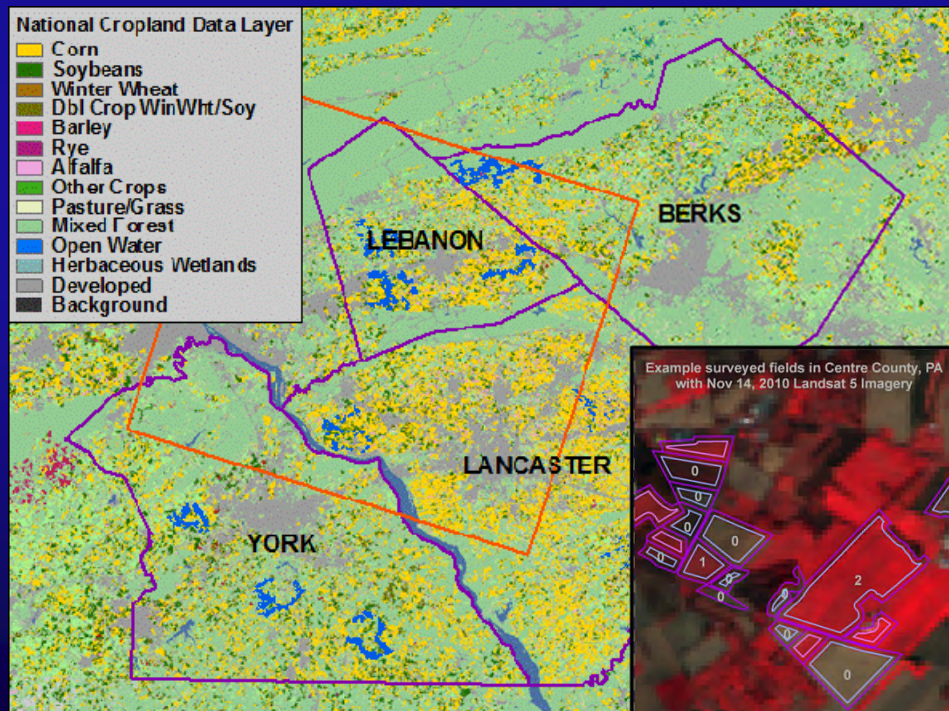 National Cropland Data Layer
Corn
Soybeans
Winter Wheat
Dbl Crop WinWht/Soy
Barley
Rye
Alfalfa
Other Crops
Pasture/Grass
Mixed Forest
Open Water
Herbaceous Wetlands
Developed
Background
BERKS
LEBANON
LANCASTER
YORK
Example surveyed fields in Centre County, PA
with Nov 14, 2010 Landsat 5 Imagery
0
0
0
0
0
1
0
0
0
2
0
0